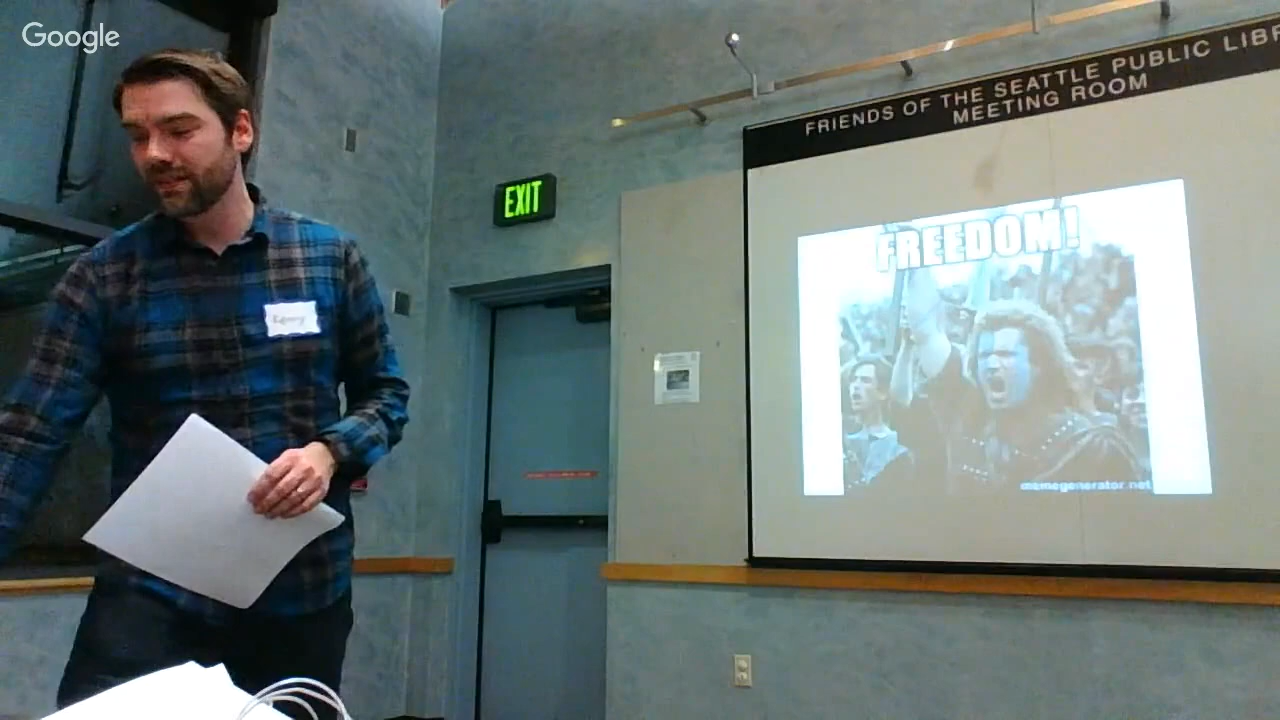 Google
FRIENDS OF THE SEATTLE PUBLIC LIBR
MEETING ROOM
EXIT
FREEDOM!
memegenerator.net